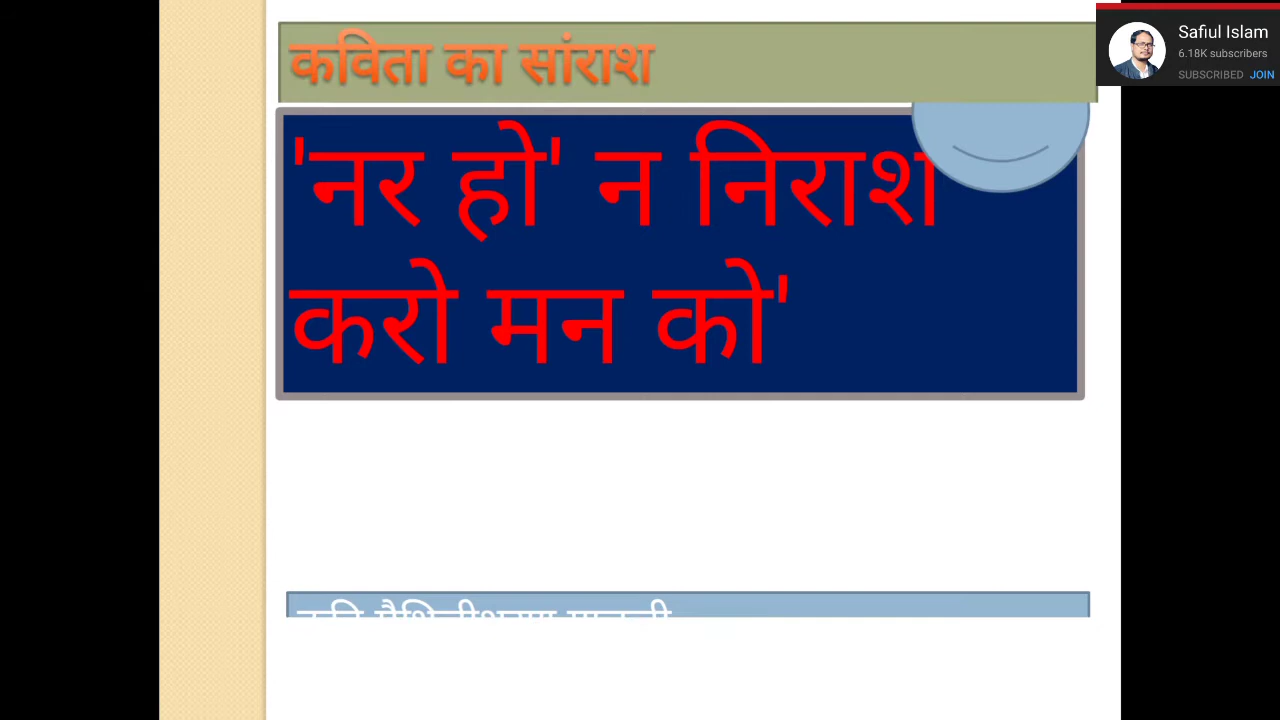 कविता का सांराश
Safiul Islam
6.18K subscribers
SUBSCRIBED JOIN
'नर हो' न निराश
करो मन को'